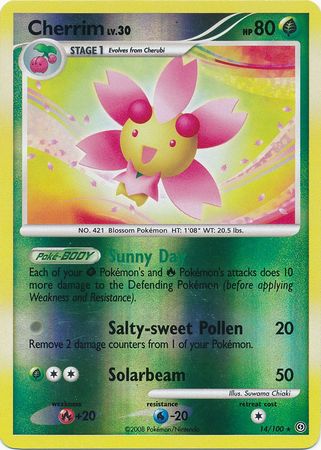 Cherrim LV.30 HP 80
STAGE 1 Evolves from Cherubi
NO. 421 Blossom Pokémon HT: 1'08" WT: 20.5 lbs.
Poké-BODY Sunny Day
Each of your Pokémon's and Pokémon's attacks does 10
more damage to the Defending Pokémon (before applying
Weakness and Resistance).
Salty-sweet Pollen 20
Remove 2 damage counters from 1 of your Pokémon.
Solarbeam 50
Illus. Suwama Chiaki
weakness resistance retreat cost
+20 -20
©2008 Pokémon/Nintendo 14/100 ★